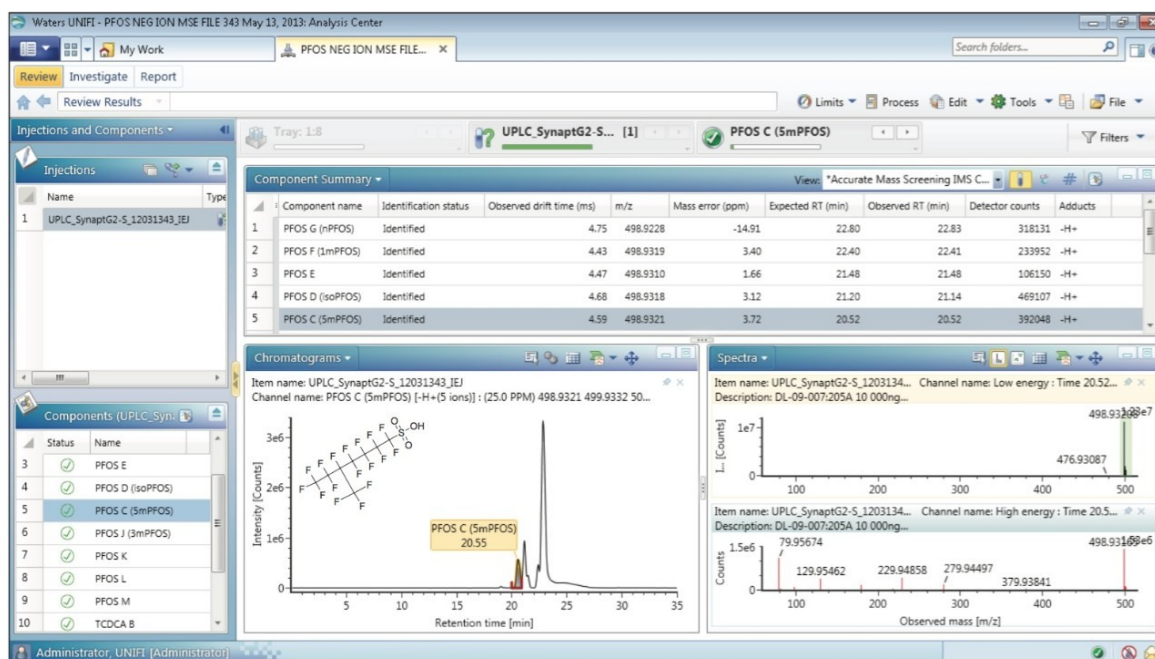 Waters UNIFI - PFOS NEG ION MSE FILE 343 May 13, 2013: Analysis Center
My Work
PFOS NEG ION MSE FILE...
Search folders...
Review Investigate Report
Review Results
Limits Process Edit Tools File
Injections and Components
Tray: 1:8
UPLC_SynaptG2-S... [1]
PFOS C (5mPFOS)
Filters
Injections
Name Type
1 UPLC_SynaptG2-S_12031343_IEJ
Component Summary
View: *Accurate Mass Screening IMS C...
Component name Identification status Observed drift time (ms) m/z Mass error (ppm) Expected RT (min) Observed RT (min) Detector counts Adducts
1 PFOS G (nPFOS) Identified 4.75 498.9228 -14.91 22.80 22.83 318131 -H+
2 PFOS F (1mPFOS) Identified 4.43 498.9319 3.40 22.40 22.41 233952 -H+
3 PFOS E Identified 4.47 498.9310 1.66 21.48 21.48 106150 -H+
4 PFOS D (isoPFOS) Identified 4.68 498.9318 3.12 21.20 21.14 469107 -H+
5 PFOS C (5mPFOS) Identified 4.59 498.9321 3.72 20.52 20.52 392048 -H+
Components (UPLC_Syn...
Status Name
3 PFOS E
4 PFOS D (isoPFOS)
5 PFOS C (5mPFOS)
6 PFOS J (3mPFOS)
7 PFOS K
8 PFOS L
9 PFOS M
10 TCDCA B
Chromatograms
Item name: UPLC_SynaptG2-S_12031343_IEJ
Channel name: PFOS C (5mPFOS) [-H+(5 ions)] : (25.0 PPM) 498.9321 499.9332 50...
Intensity [Counts]
3e6
2e6
1e6
0
PFOS C (5mPFOS)
20.55
5 10 15 20 25 30 35
Retention time [min]
Spectra
Item name: UPLC_SynaptG2-S_1203134... Channel name: Low energy : Time 20.52...
Description: DL-09-007:205A 10 000ng...
I... [Counts]
1e7
0
476.93087
100 200 300 400 500
Item name: UPLC_SynaptG2-S_1203134... Channel name: High energy : Time 20.5...
Description: DL-09-007:205A 10 000ng...
Counts
1.5e6
0
79.95674
129.95462
229.94858
279.94497
379.93841
100 200 300 400 500
Observed mass [m/z]
Administrator, UNIFI [Administrator]